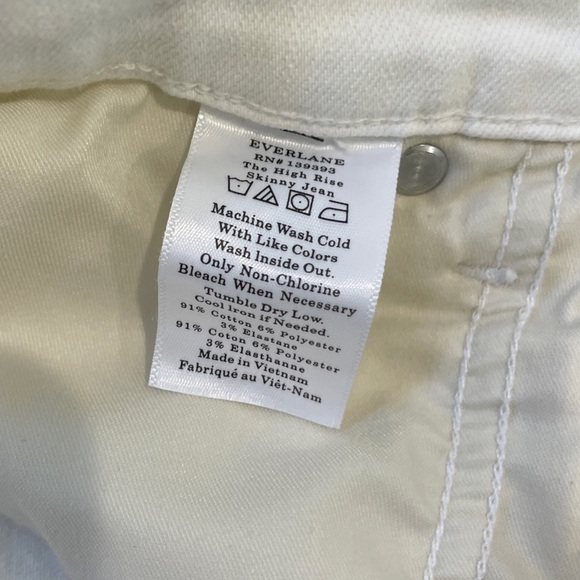 EVERLANE
RN# 139393
The High Rise
Skinny Jean
Machine Wash Cold
With Like Colors
Wash Inside Out.
Only Non-Chlorine
Bleach When Necessary
Tumble Dry Low.
Cool Iron if Needed.
91% Cotton 6% Polyester
3% Elastane
91% Coton 6% Polyester
3% Elasthanne
Made in Vietnam
Fabriqué au Viêt-Nam